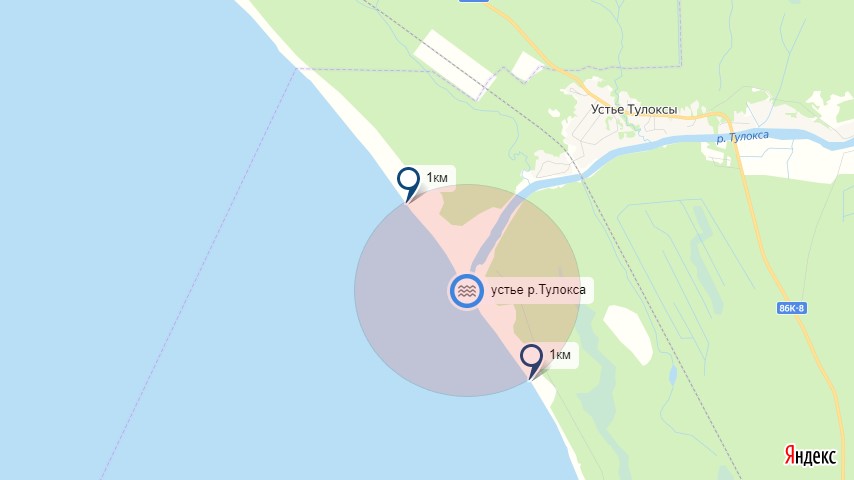 Устье Тулоксы
р. Тулокса
1км
устье р.Тулокса
86К-8
1км
Яндекс